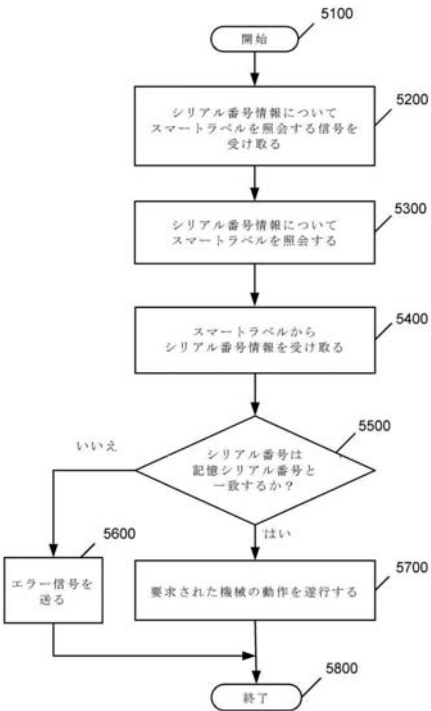 5100
開始
5200
シリアル番号情報について
スマートラベルを照会する信号を
受け取る
5300
シリアル番号情報について
スマートラベルを照会する
5400
スマートラベルから
シリアル番号情報を受け取る
5500
シリアル番号は
記憶シリアル番号と
一致するか?
いいえ
はい
5600
エラー信号を
送る
5700
要求された機械の動作を遂行する
5800
終了